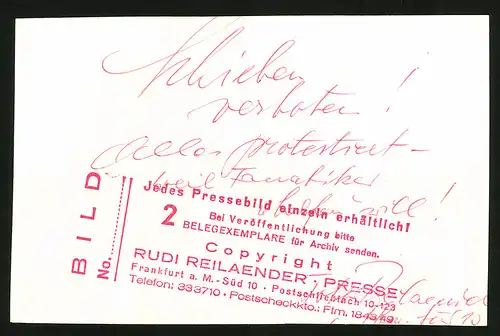 Schieben !
verboten !
alles protestiert -
weil Fanatiker
will !
BILD
No.
Jedes Pressebild einzeln erhältlich!
2 Bei Veröffentlichung bitte
BELEGEXEMPLARE für Archiv senden.
Copyright
RUDI REILAENDER - PRESSE
Frankfurt a. M.-Süd 10 · Postschließfach 10-123
Telefon: 333710 · Postscheckkto.: Ffm. 184349